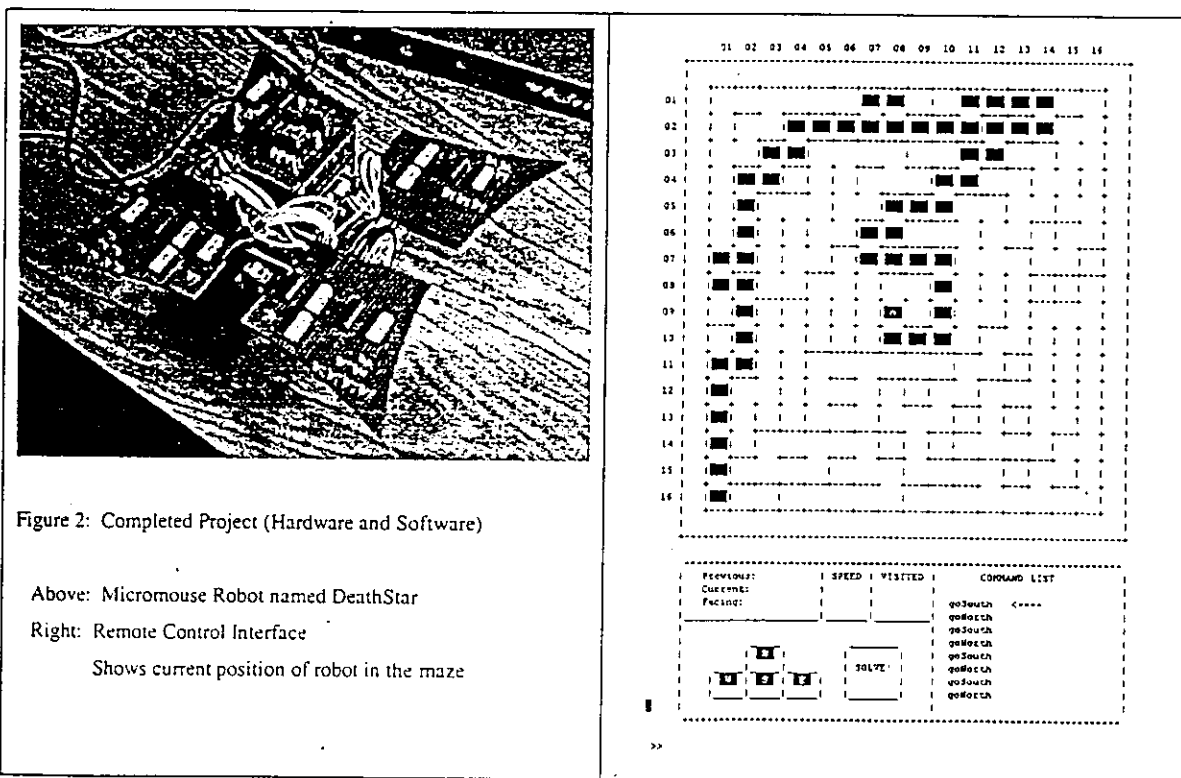 Figure 2: Completed Project (Hardware and Software)
Above: Micromouse Robot named DeathStar
Right: Remote Control Interface
Shows current position of robot in the maze
01 02 03 04 05 06 07 08 09 10 11 12 13 14 15 16
01
02
03
04
05
06
07
08
09
10
11
12
13
14
15
16
Previous: SPEED VISITED COMMAND LIST
Current:
Facing:
goSouth <----
goNorth
goSouth
goNorth
goSouth
goNorth
goSouth
goNorth
N
SOLVE
W S E
>>